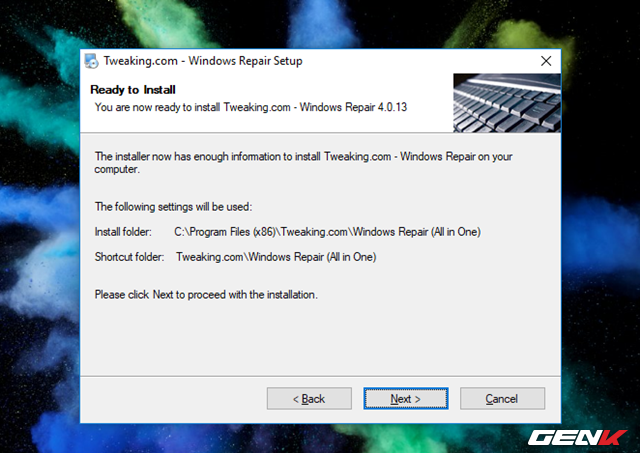 Tweaking.com - Windows Repair Setup
Ready to Install
You are now ready to install Tweaking.com - Windows Repair 4.0.13
The installer now has enough information to install Tweaking.com - Windows Repair on your
computer.
The following settings will be used:
Install folder: C:\Program Files (x86)\Tweaking.com\Windows Repair (All in One)
Shortcut folder: Tweaking.com\Windows Repair (All in One)
Please click Next to proceed with the installation.
< Back Next > Cancel
GENK